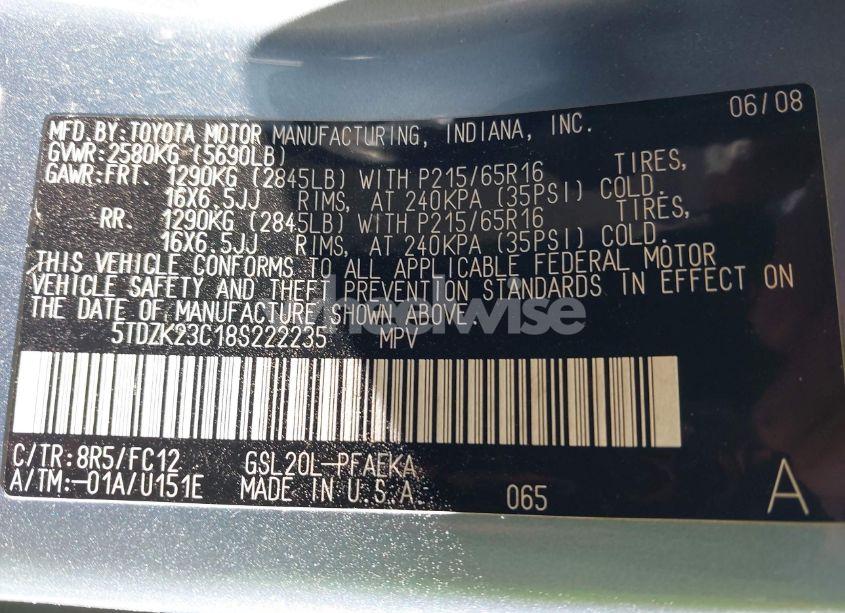 06/08
MFD.BY:TOYOTA MOTOR MANUFACTURING, INDIANA, INC.
GVWR:2580KG (5690LB)
GAWR:FRT. 1290KG (2845LB) WITH P215/65R16 TIRES,
16X6.5JJ RIMS, AT 240KPA (35PSI) COLD.
RR. 1290KG (2845LB) WITH P215/65R16 TIRES,
16X6.5JJ RIMS, AT 240KPA (35PSI) COLD.
THIS VEHICLE CONFORMS TO ALL APPLICABLE FEDERAL MOTOR
VEHICLE SAFETY AND THEFT PREVENTION STANDARDS IN EFFECT ON
THE DATE OF MANUFACTURE SHOWN ABOVE.
wheelwise
5TDZK23C18S222235 MPV
C/TR:8R5/FC12 GSL20L-PFAEKA
A/TM:-01A/U151E MADE IN U.S.A 065 A